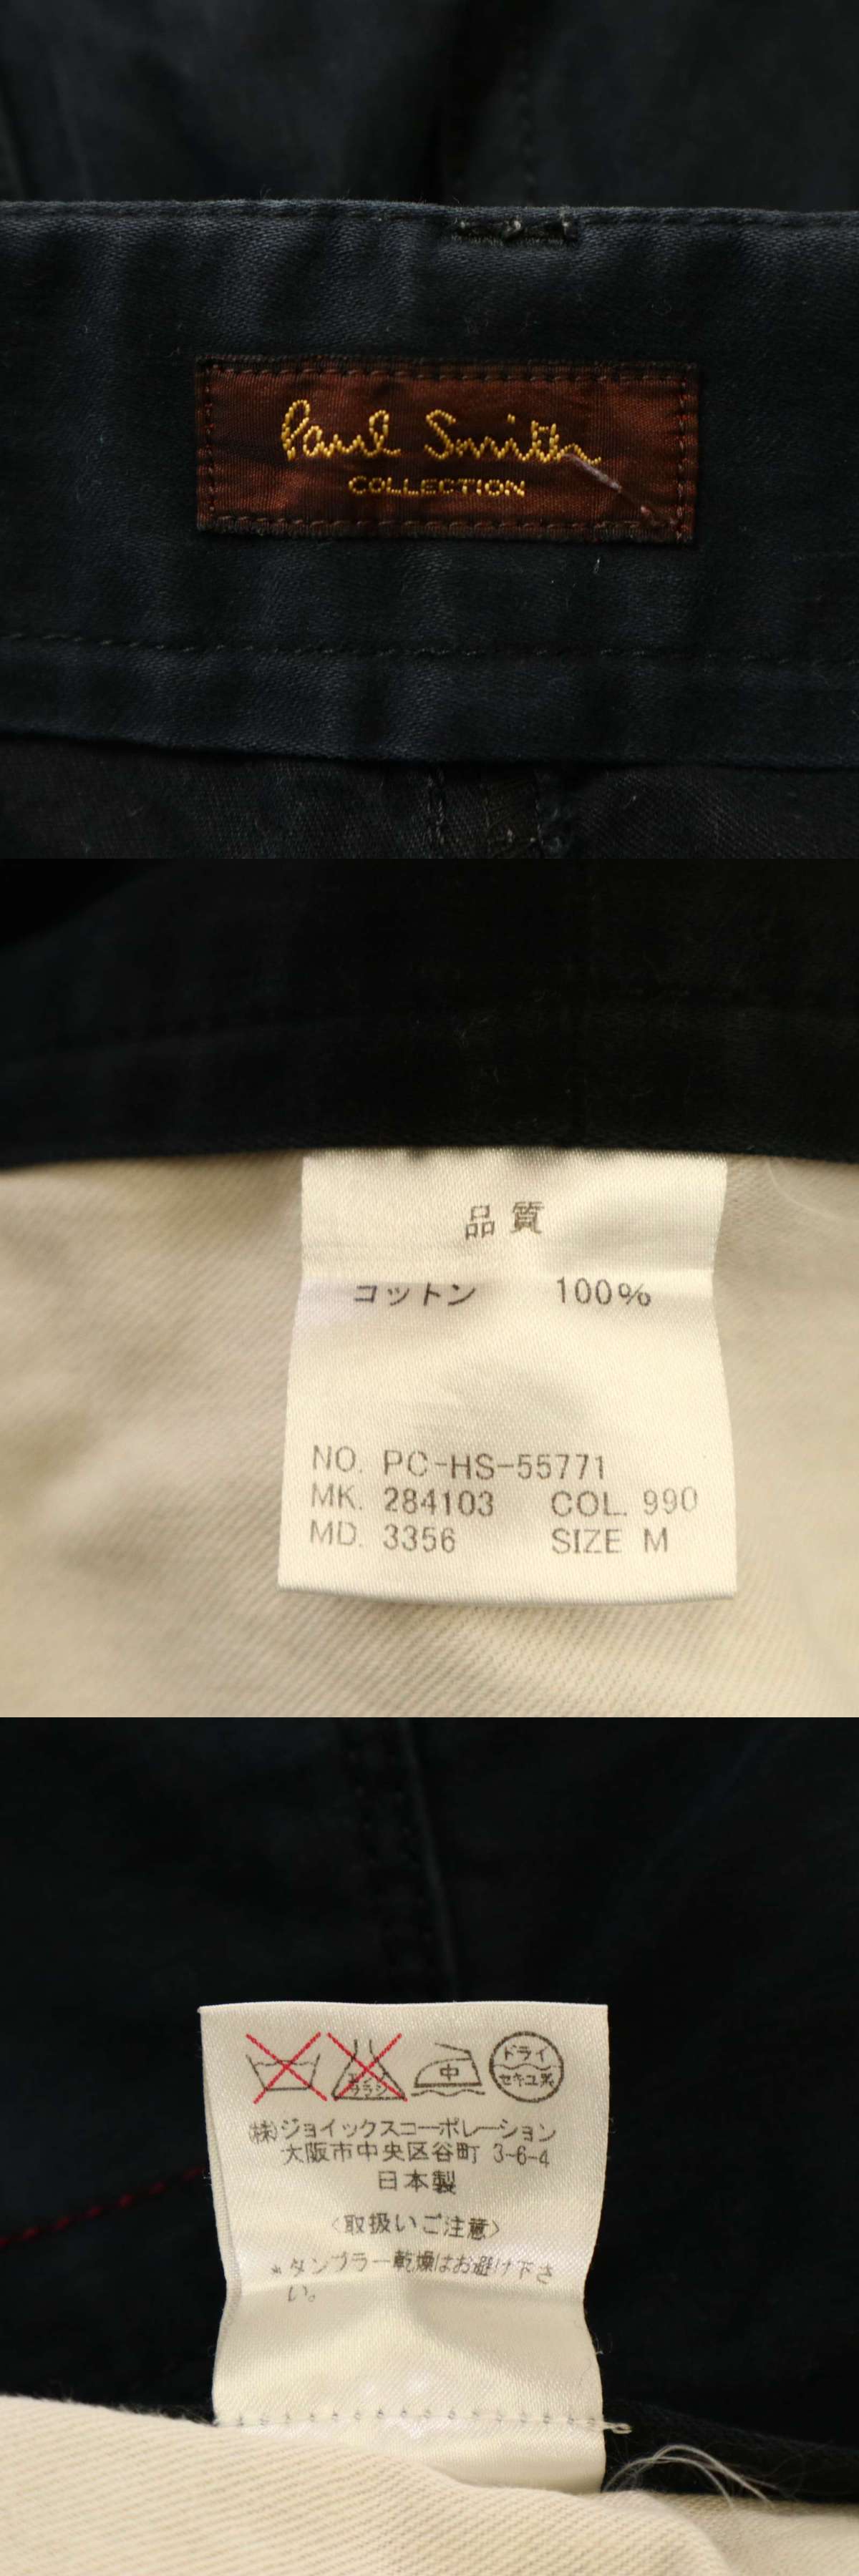 Paul Smith
COLLECTION
品質
コットン 100%
NO. PC-HS-55771
MK. 284103 COL. 990
MD. 3356 SIZE M
中
ドライ
セキユ系
㈱ジョイックスコーポレーション
大阪市中央区谷町 3-6-4
日本製
〈取扱いご注意〉
*タンブラー乾燥はお避け下さ
い。